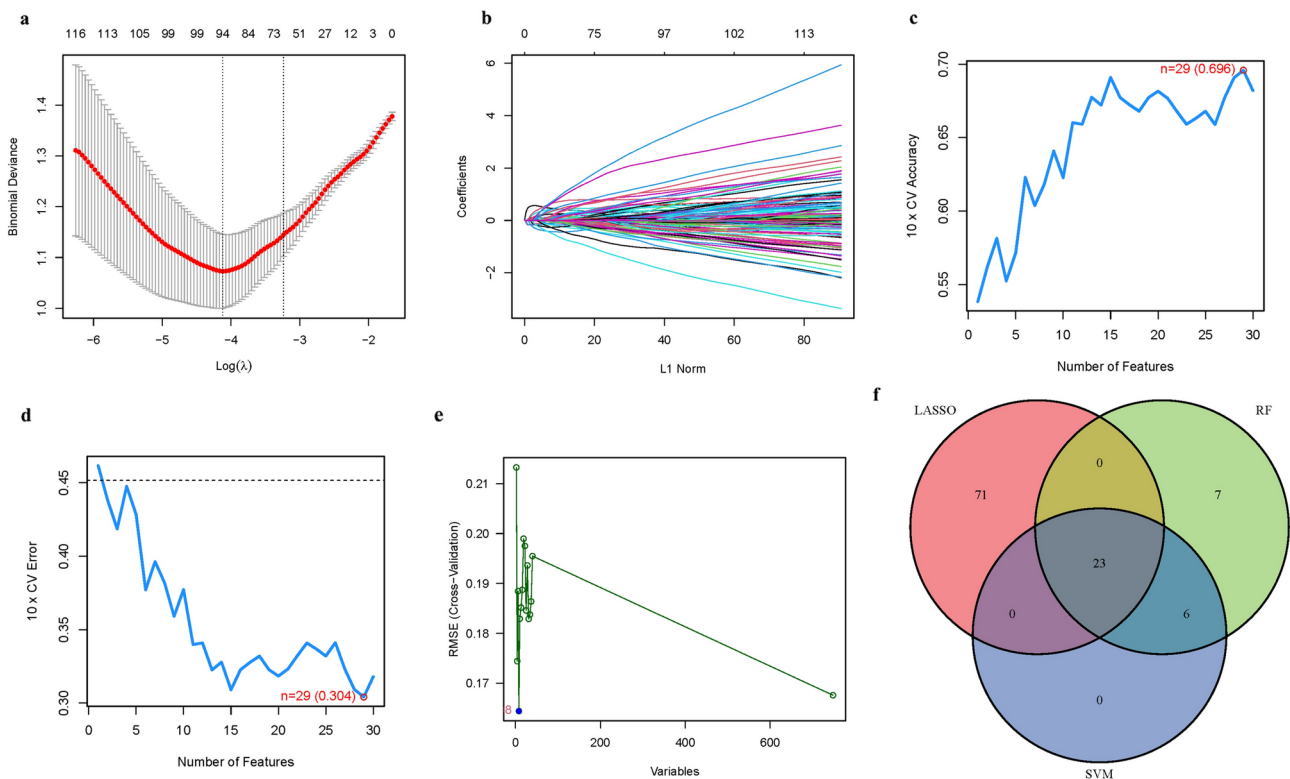 a
116 113 105 99 99 94 84 73 51 27 12 3 0
Binomial Deviance
1.4
1.3
1.2
1.1
1.0
−6 −5 −4 −3 −2
Log(λ)
b
0 75 97 102 113
Coefficients
6
4
2
0
−2
0 20 40 60 80
L1 Norm
c
10 x CV Accuracy
0.70
0.65
0.60
0.55
n=29 (0.696)
0 5 10 15 20 25 30
Number of Features
d
10 x CV Error
0.45
0.40
0.35
0.30
n=29 (0.304)
0 5 10 15 20 25 30
Number of Features
e
RMSE (Cross-Validation)
0.21
0.20
0.19
0.18
0.17
8
0 200 400 600
Variables
f
LASSO
RF
0
71
7
23
0
6
0
SVM